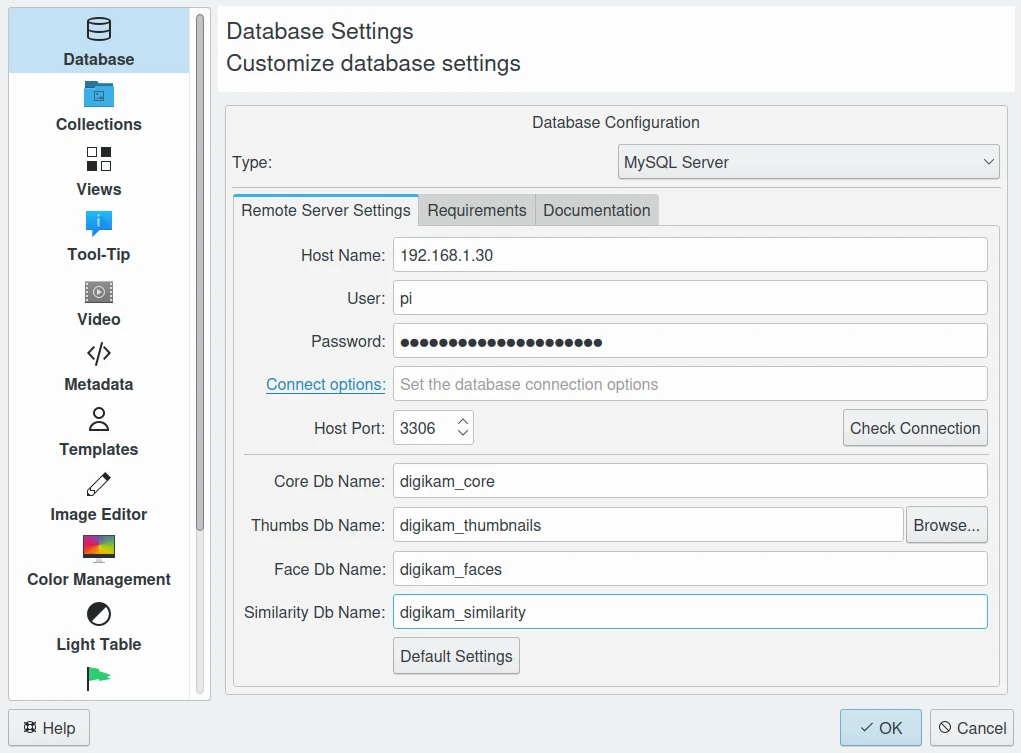 Database
Collections
Views
Tool-Tip
Video
Metadata
Templates
Image Editor
Color Management
Light Table
Database Settings
Customize database settings
Database Configuration
Type: MySQL Server
Remote Server Settings Requirements Documentation
Host Name: 192.168.1.30
User: pi
Password: ●●●●●●●●●●●●●●●●●●●●●
Connect options: Set the database connection options
Host Port: 3306 Check Connection
Core Db Name: digikam_core
Thumbs Db Name: digikam_thumbnails Browse...
Face Db Name: digikam_faces
Similarity Db Name: digikam_similarity
Default Settings
Help OK Cancel